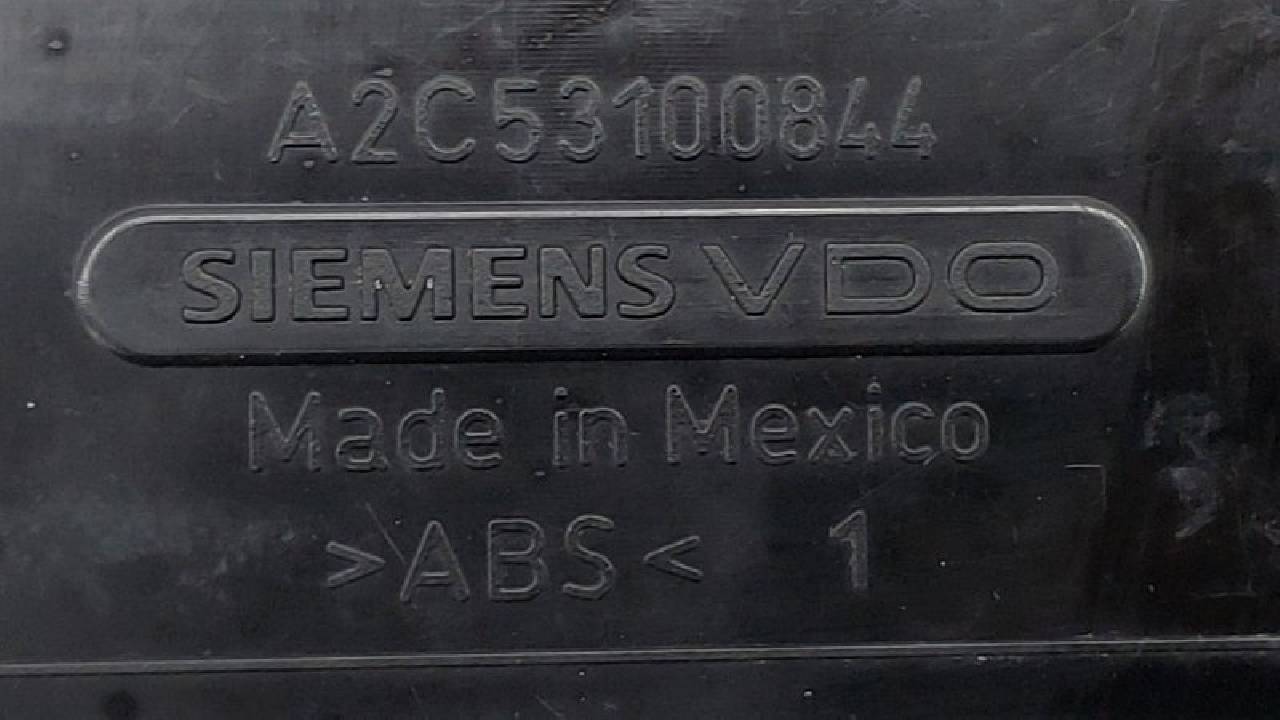 A2C53100844
SIEMENS VDO
Made in Mexico
>ABS< 1